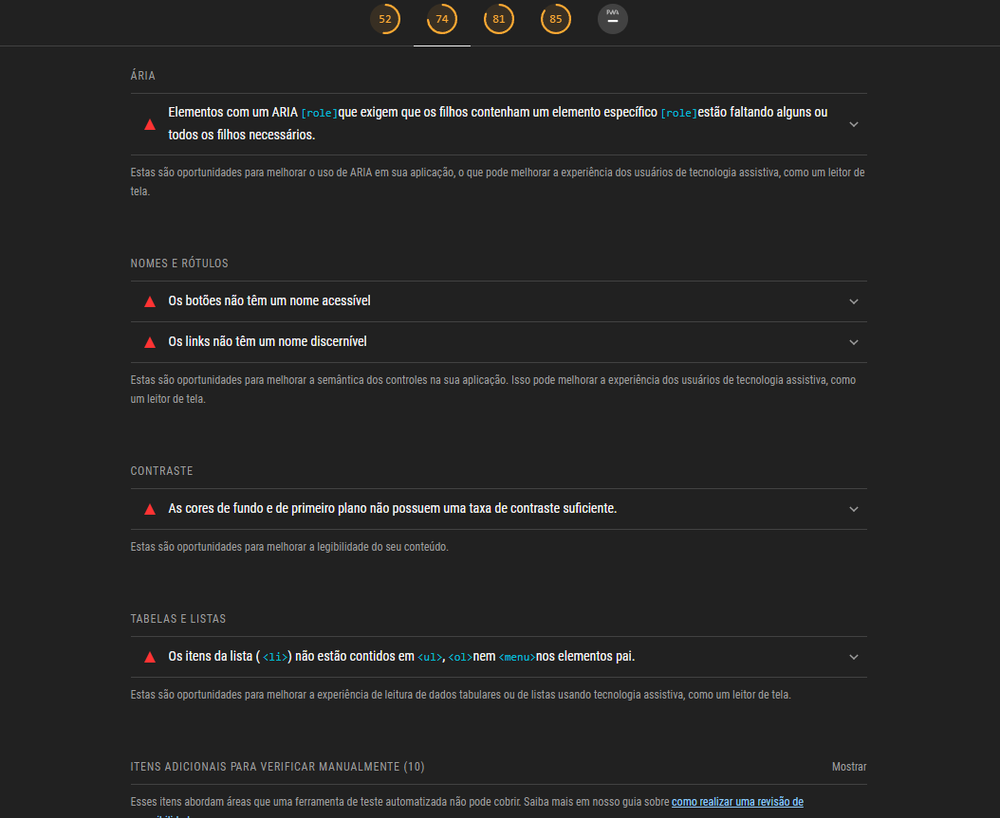 52 74 81 85 PWA
ÁRIA
Elementos com um ARIA [role]que exigem que os filhos contenham um elemento específico [role]estão faltando alguns ou
todos os filhos necessários.
Estas são oportunidades para melhorar o uso de ARIA em sua aplicação, o que pode melhorar a experiência dos usuários de tecnologia assistiva, como um leitor de
tela.
NOMES E RÓTULOS
Os botões não têm um nome acessível
Os links não têm um nome discernível
Estas são oportunidades para melhorar a semântica dos controles na sua aplicação. Isso pode melhorar a experiência dos usuários de tecnologia assistiva, como
um leitor de tela.
CONTRASTE
As cores de fundo e de primeiro plano não possuem uma taxa de contraste suficiente.
Estas são oportunidades para melhorar a legibilidade do seu conteúdo.
TABELAS E LISTAS
Os itens da lista ( <li>) não estão contidos em <ul>, <ol>nem <menu>nos elementos pai.
Estas são oportunidades para melhorar a experiência de leitura de dados tabulares ou de listas usando tecnologia assistiva, como um leitor de tela.
ITENS ADICIONAIS PARA VERIFICAR MANUALMENTE (10) Mostrar
Esses itens abordam áreas que uma ferramenta de teste automatizada não pode cobrir. Saiba mais em nosso guia sobre como realizar uma revisão de